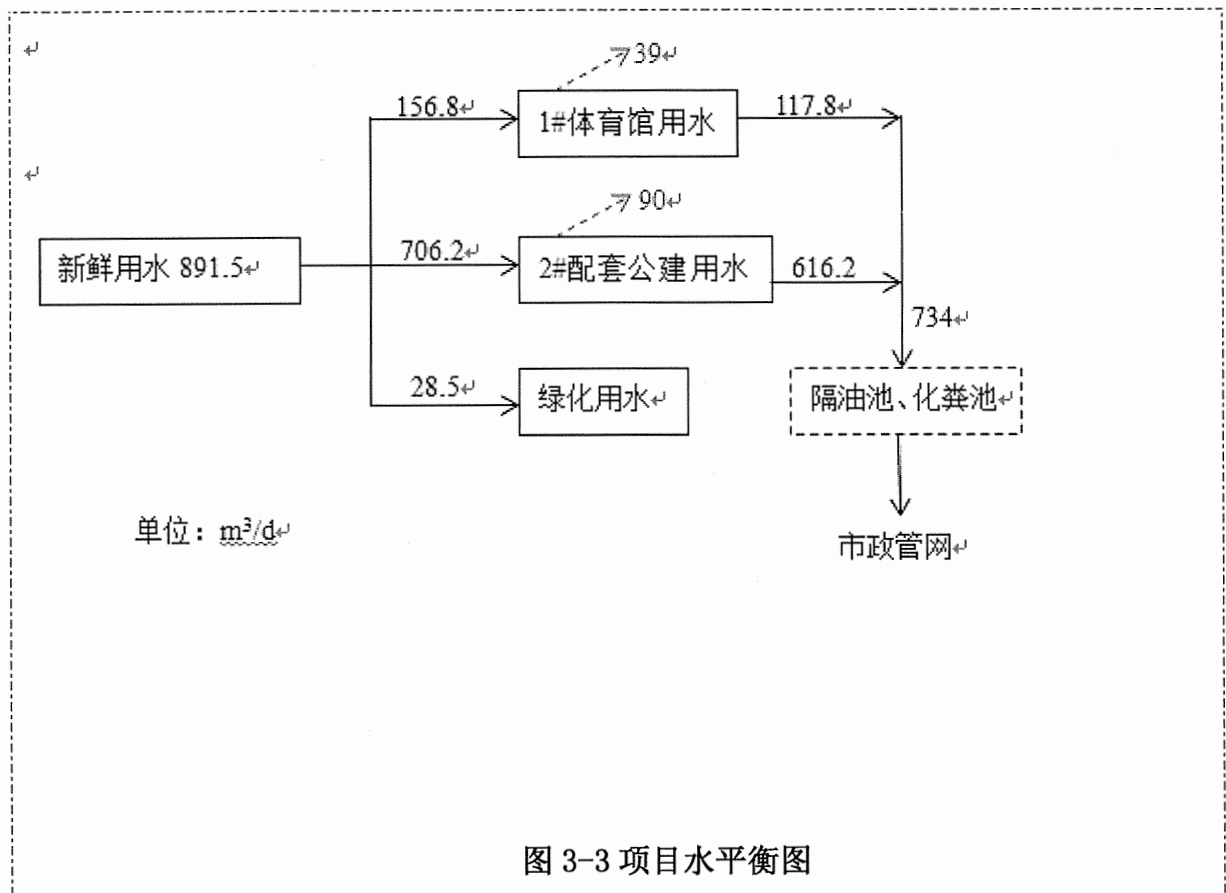 39
156.8
1#体育馆用水
117.8
90
新鲜用水 891.5
706.2
2#配套公建用水
616.2
734
28.5
绿化用水
隔油池、化粪池
单位：m³/d
市政管网
图 3-3 项目水平衡图